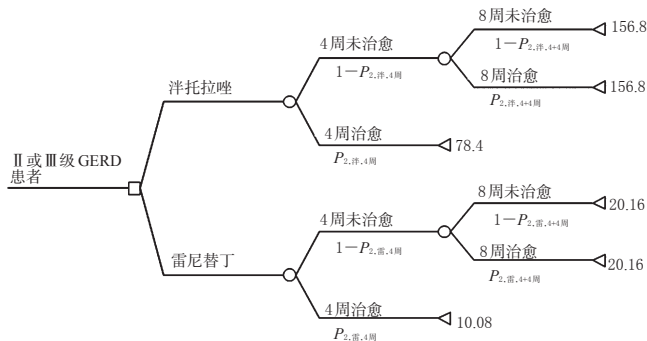 Ⅱ或Ⅲ级 GERD
患者
泮托拉唑
4周未治愈
1－P2.泮.4周
8周未治愈
1－P2.泮.4+4周
156.8
8周治愈
P2.泮.4+4周
156.8
4周治愈
P2.泮.4周
78.4
雷尼替丁
4周未治愈
1－P2.雷.4周
8周未治愈
1－P2.雷.4+4周
20.16
8周治愈
P2.雷.4+4周
20.16
4周治愈
P2.雷.4周
10.08